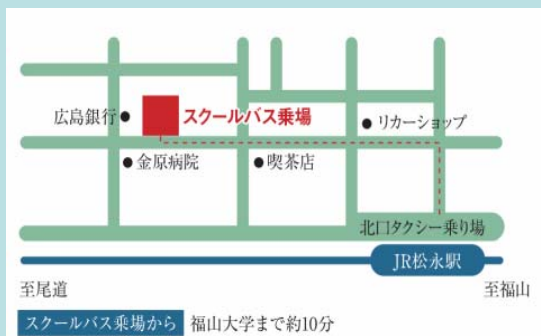 広島銀行
スクールバス乗場
リカーショップ
金原病院
喫茶店
北口タクシー乗り場
JR松永駅
至尾道
至福山
スクールバス乗場から 福山大学まで約10分